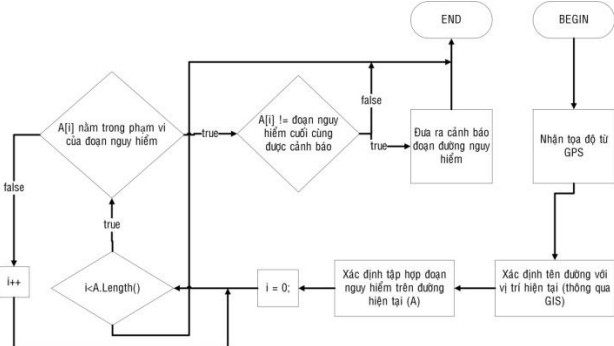 END
BEGIN
A[i] nằm trong phạm vi
của đoạn nguy hiểm
true
A[i] != đoạn nguy
hiểm cuối cùng
được cảnh báo
false
true
Đưa ra cảnh báo
đoạn đường nguy
hiểm
Nhận tọa độ từ
GPS
false
true
i++
i<A.Length()
i = 0;
Xác định tập hợp đoạn
nguy hiểm trên đường
hiện tại (A)
Xác định tên đường với
vị trí hiện tại (thông qua
GIS)